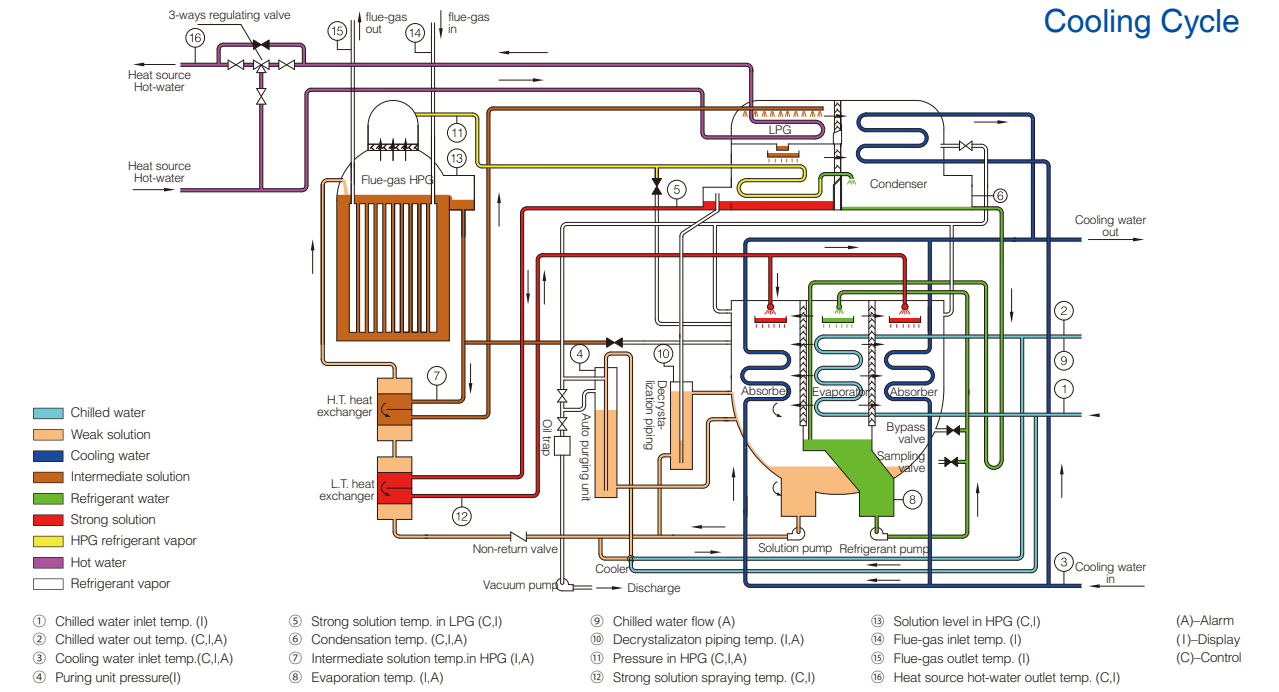 Cooling Cycle
3-ways regulating valve
flue-gas
out
flue-gas
in
16
15
14
Heat source
Hot-water
Heat source
Hot-water
11
13
Flue-gas HPG
LPG
5
Condenser
6
Cooling water
out
2
9
1
4
10
7
H.T. heat
exchanger
L.T. heat
exchanger
12
Oil trap
Auto purging unit
Decrysta-
lization piping
Absorber
Evaporator
Absorber
Bypass
valve
Sampling
valve
8
Non-return valve
Solution pump
Refrigerant pump
Cooler
Vacuum pump
Discharge
3
Cooling water
in
Chilled water
Weak solution
Cooling water
Intermediate solution
Refrigerant water
Strong solution
HPG refrigerant vapor
Hot water
Refrigerant vapor
① Chilled water inlet temp. (I)
② Chilled water out temp. (C,I,A)
③ Cooling water inlet temp.(C,I,A)
④ Puring unit pressure(I)
⑤ Strong solution temp. in LPG (C,I)
⑥ Condensation temp. (C,I,A)
⑦ Intermediate solution temp.in HPG (I,A)
⑧ Evaporation temp. (I,A)
⑨ Chilled water flow (A)
⑩ Decrystalizaton piping temp. (I,A)
⑪ Pressure in HPG (C,I,A)
⑫ Strong solution spraying temp. (C,I)
⑬ Solution level in HPG (C,I)
⑭ Flue-gas inlet temp. (I)
⑮ Flue-gas outlet temp. (I)
⑯ Heat source hot-water outlet temp. (C,I)
(A)–Alarm
(I)–Display
(C)–Control